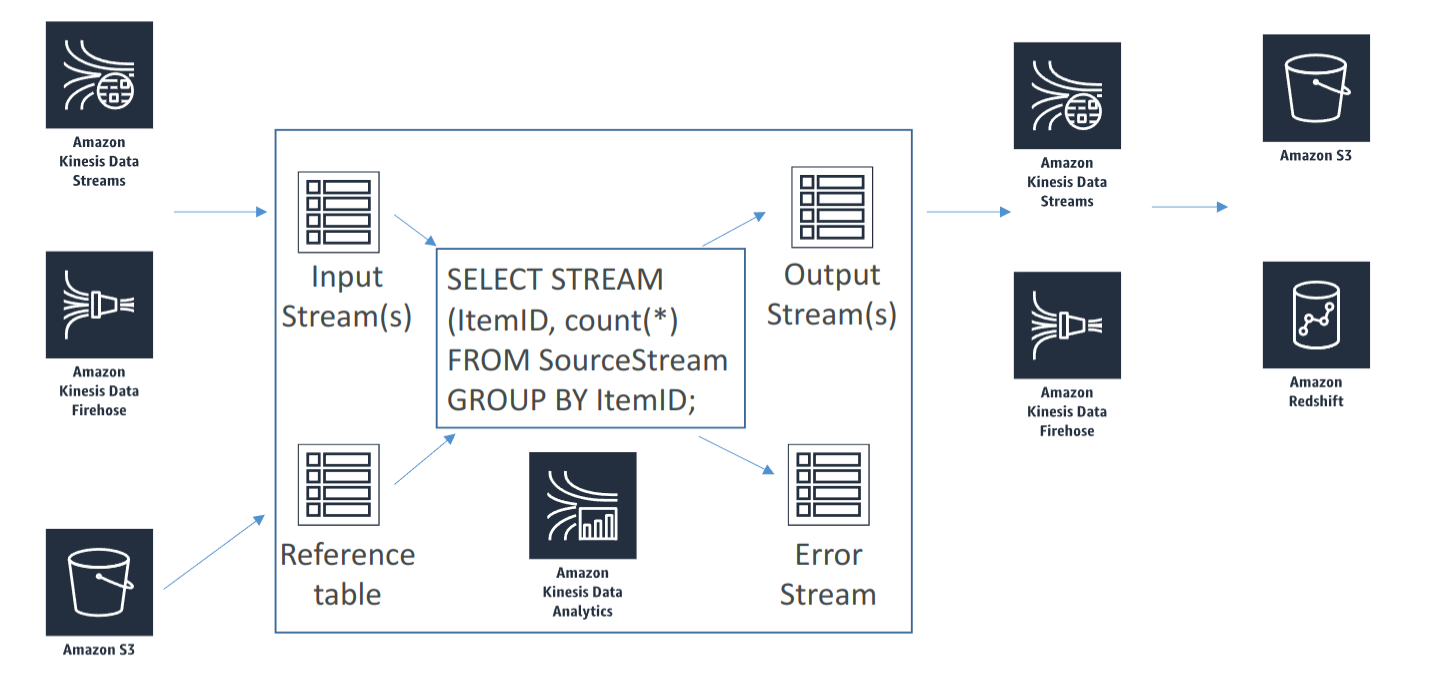 Amazon
Kinesis Data
Streams
Amazon
Kinesis Data
Firehose
Amazon S3
Input
Stream(s)
Reference
table
SELECT STREAM
(ItemID, count(*)
FROM SourceStream
GROUP BY ItemID;
Amazon
Kinesis Data
Analytics
Output
Stream(s)
Error
Stream
Amazon
Kinesis Data
Streams
Amazon
Kinesis Data
Firehose
Amazon S3
Amazon
Redshift